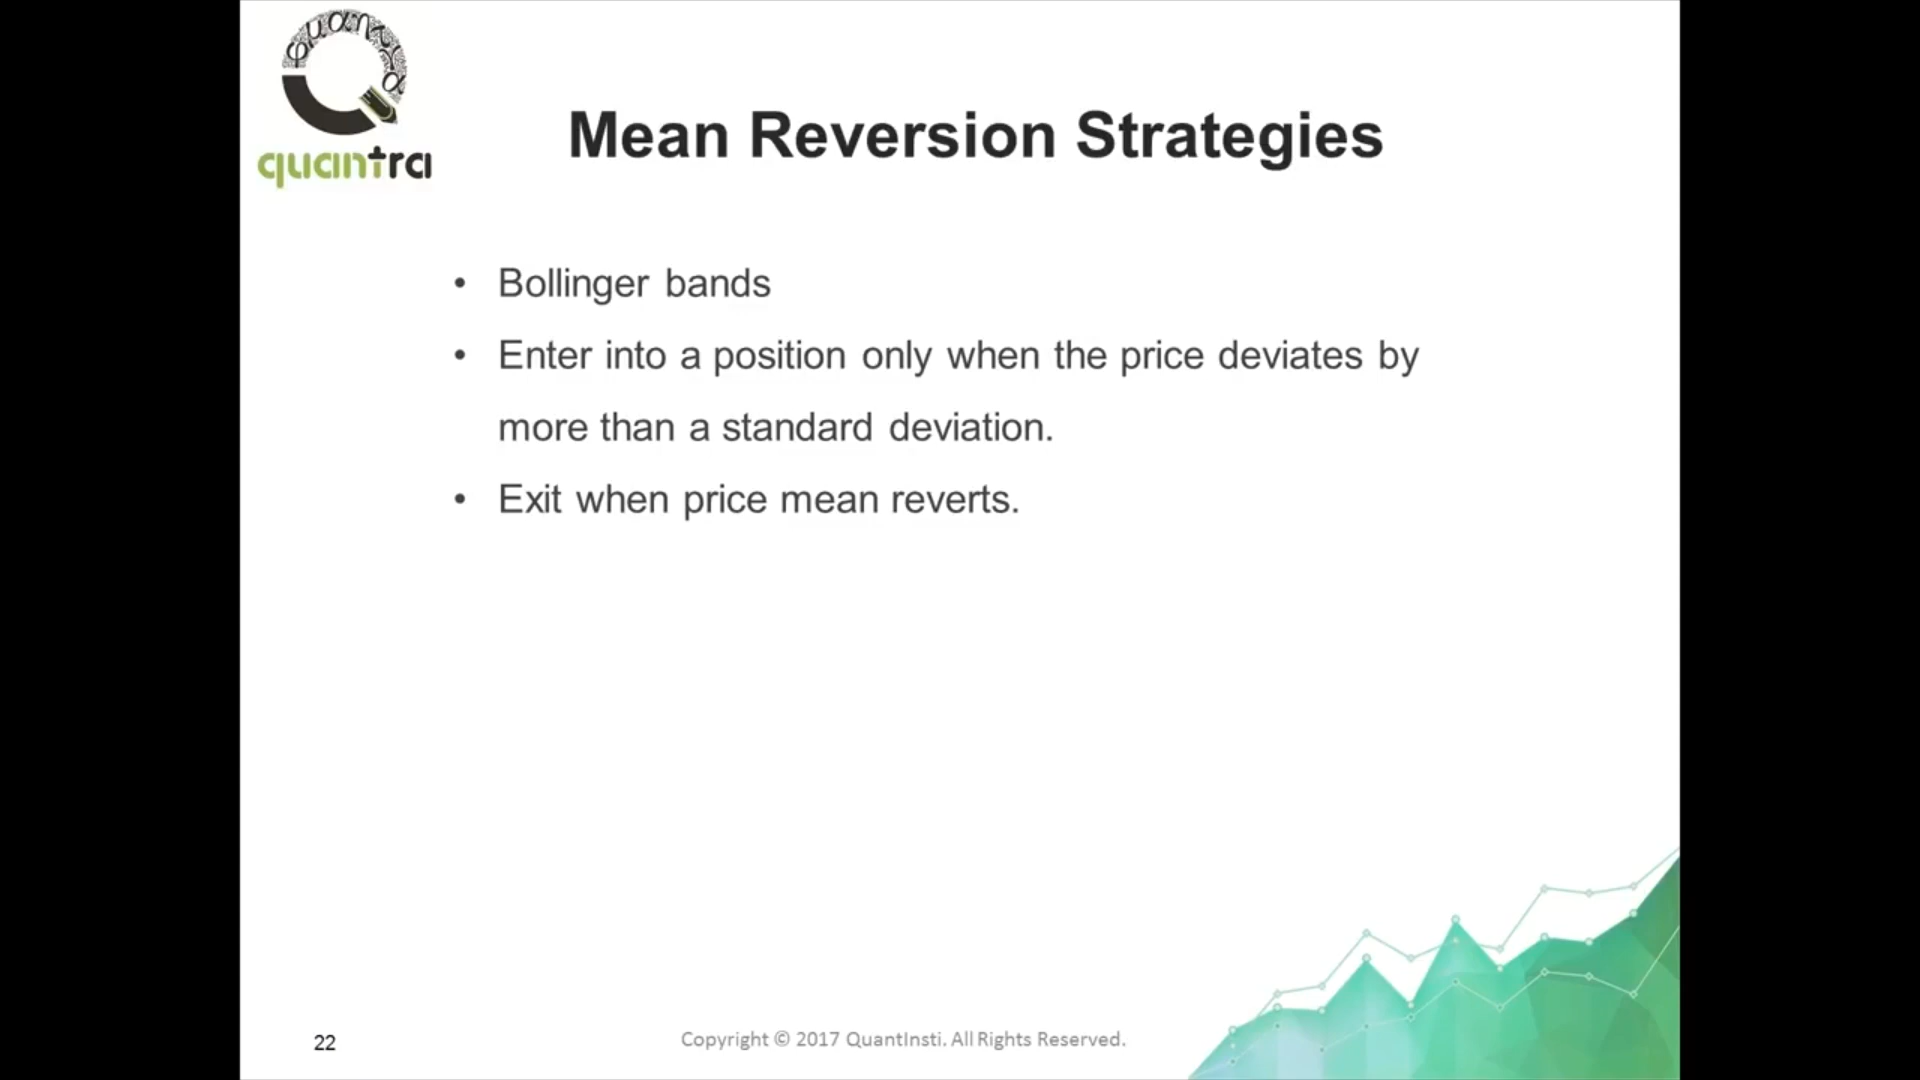 quantra
Mean Reversion Strategies
• Bollinger bands
• Enter into a position only when the price deviates by
more than a standard deviation.
• Exit when price mean reverts.
22
Copyright © 2017 QuantInsti. All Rights Reserved.